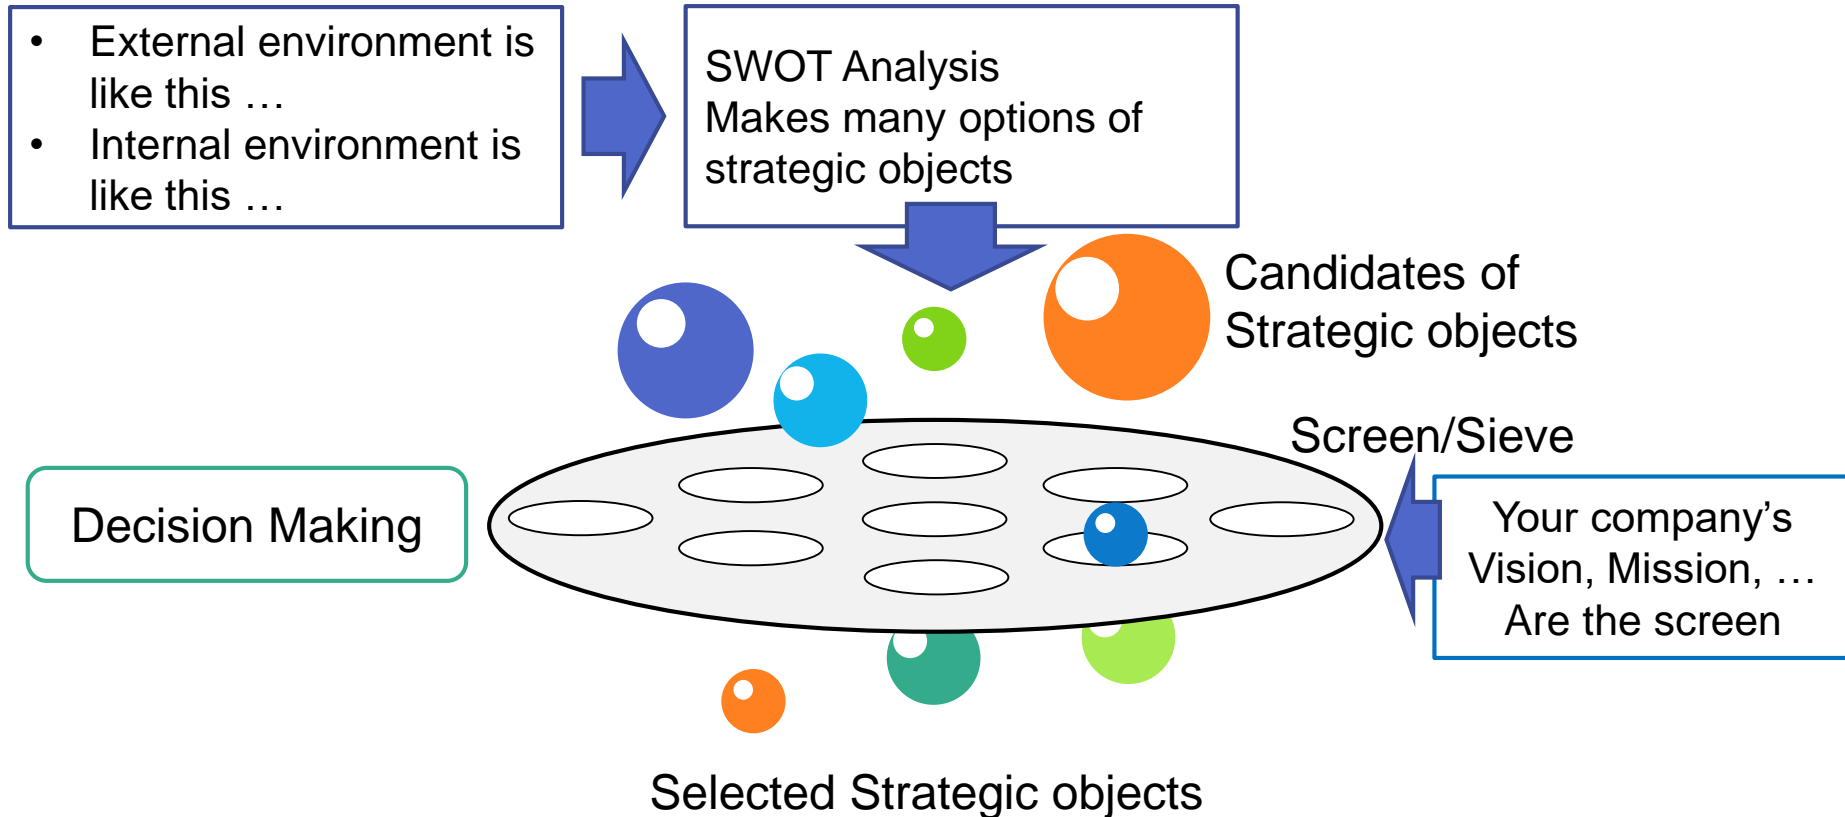 • External environment is
like this …
• Internal environment is
like this …
SWOT Analysis
Makes many options of
strategic objects
Candidates of
Strategic objects
Screen/Sieve
Decision Making
Your company’s
Vision, Mission, …
Are the screen
Selected Strategic objects